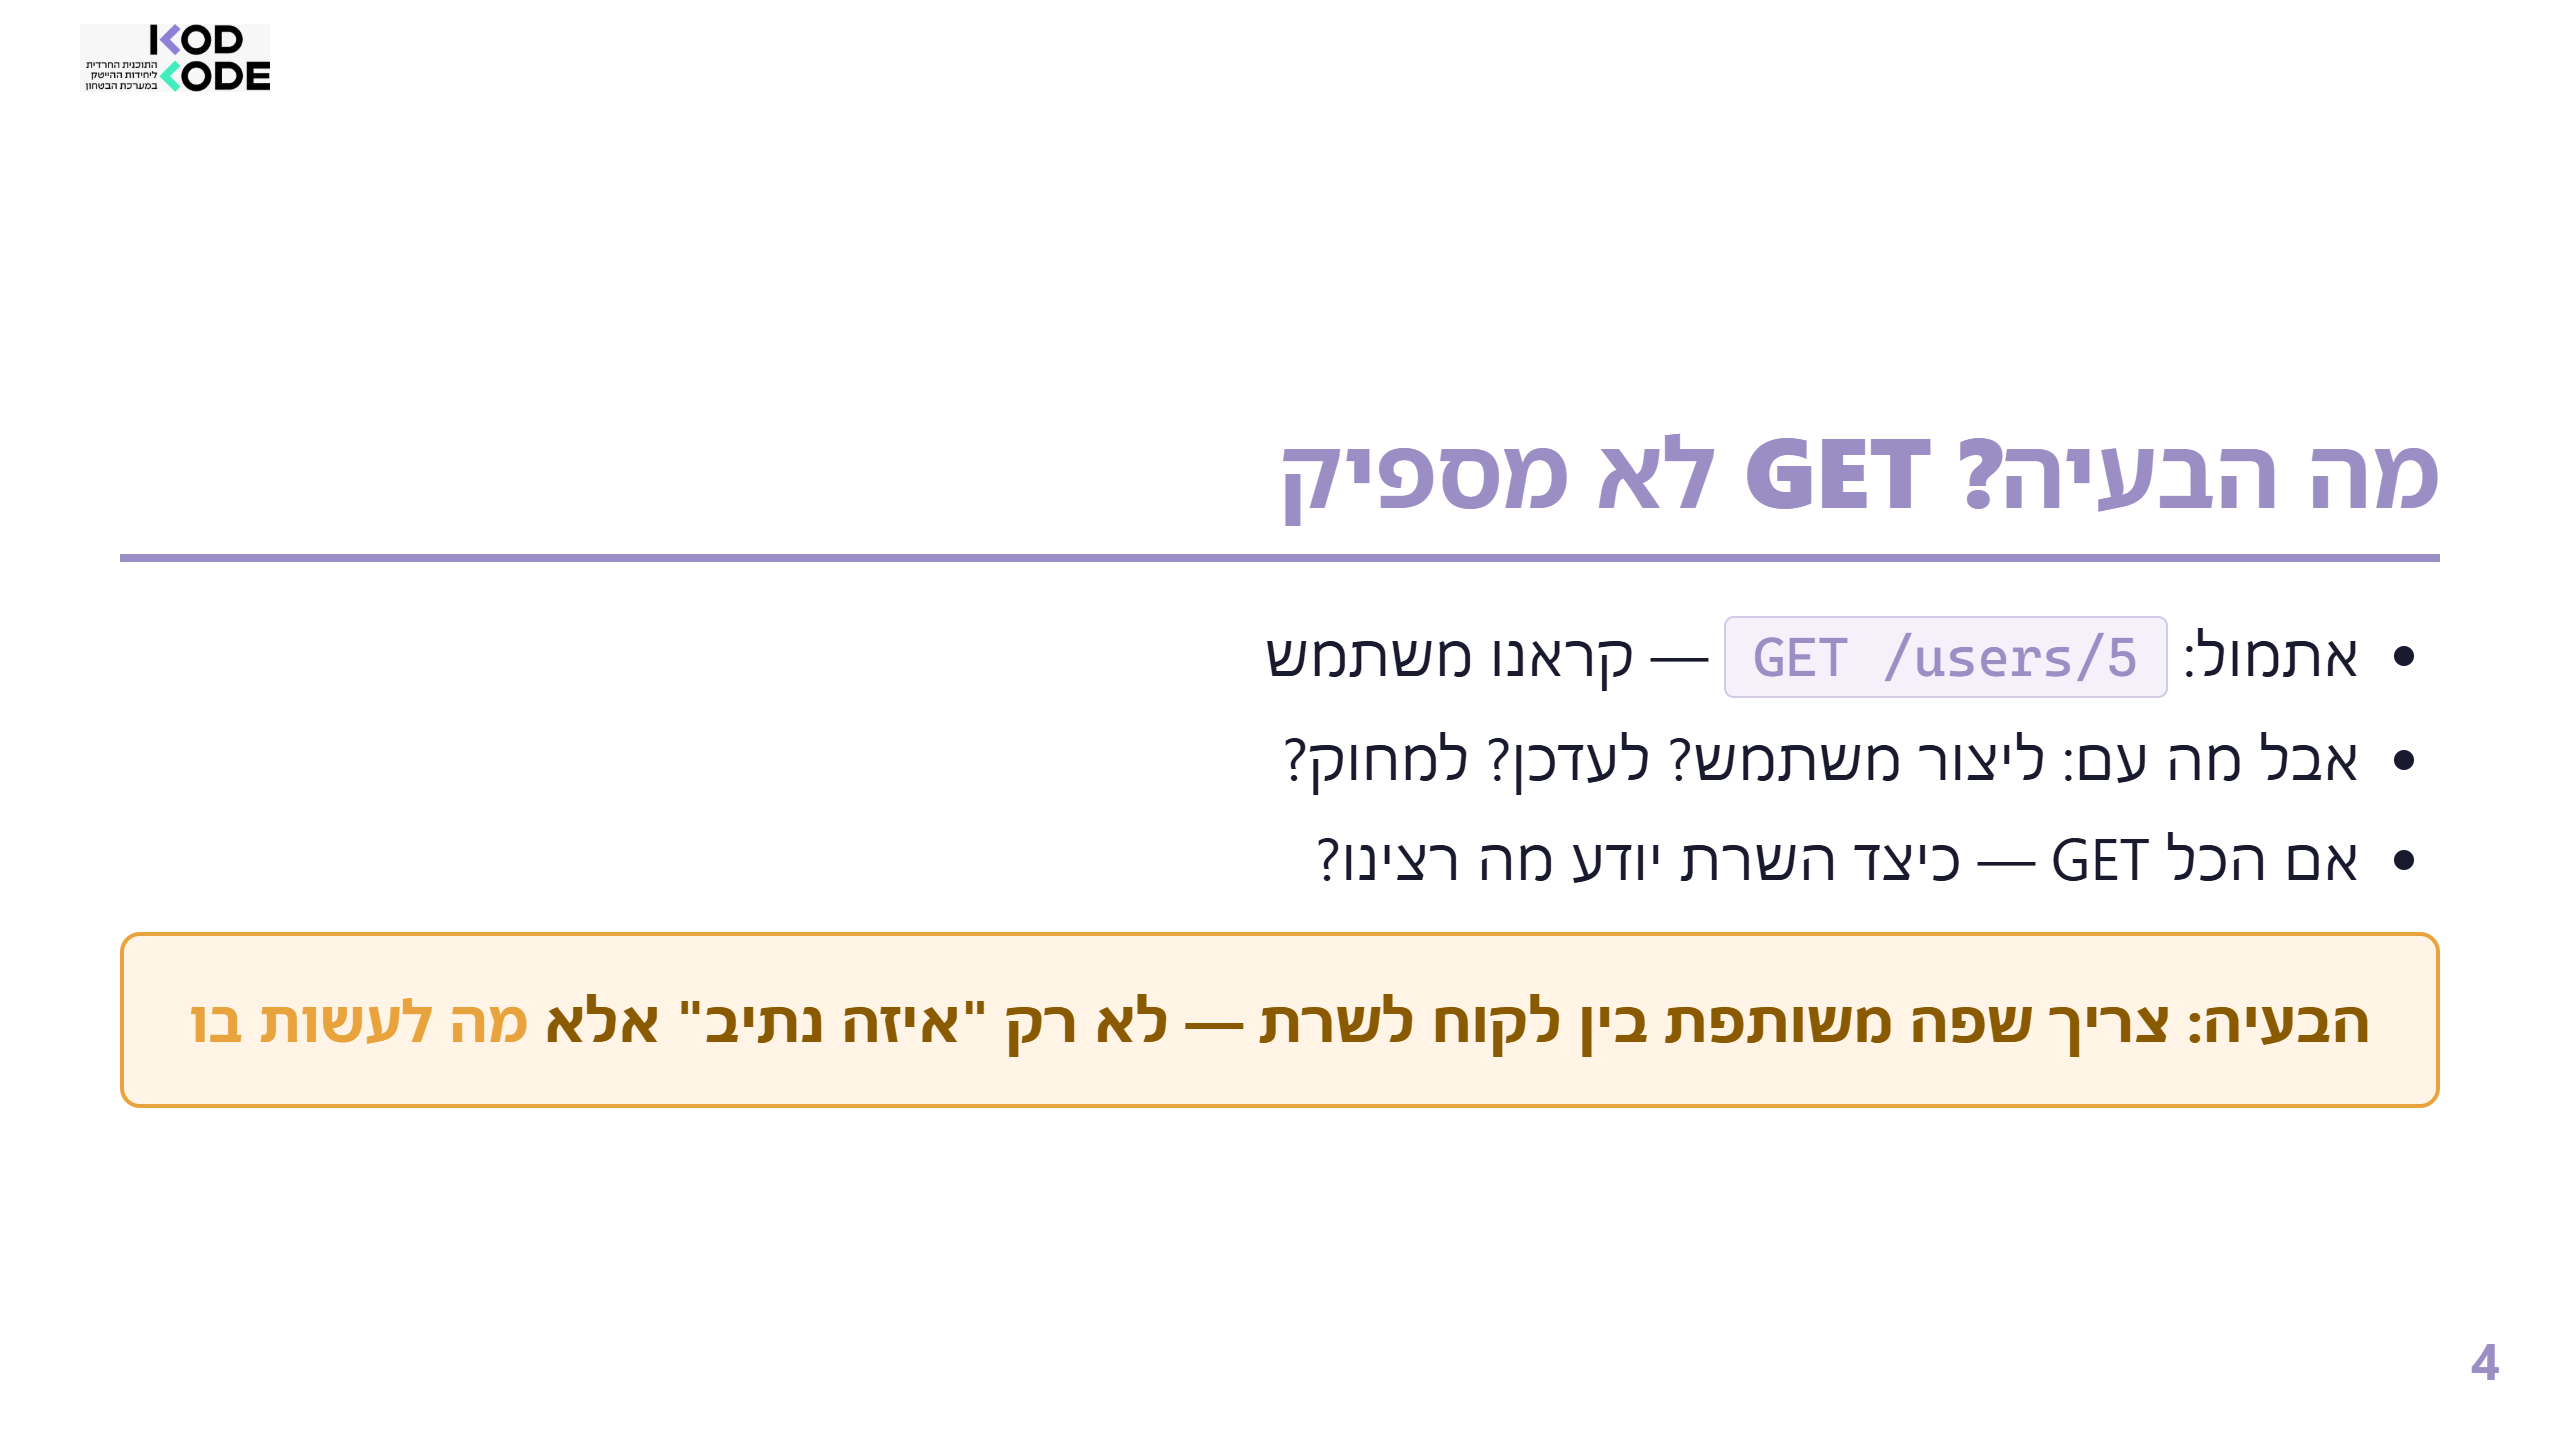 KOD
KODE
התוכנית החרדית
ליחידות ההייטק
במערכת הבטחון
מה הבעיה? GET לא מספיק
אתמול: GET /users/5 — קראנו משתמש
אבל מה עם: ליצור משתמש? לעדכן? למחוק?
אם הכל GET — כיצד השרת יודע מה רצינו?
הבעיה: צריך שפה משותפת בין לקוח לשרת — לא רק "איזה נתיב" אלא מה לעשות בו
4